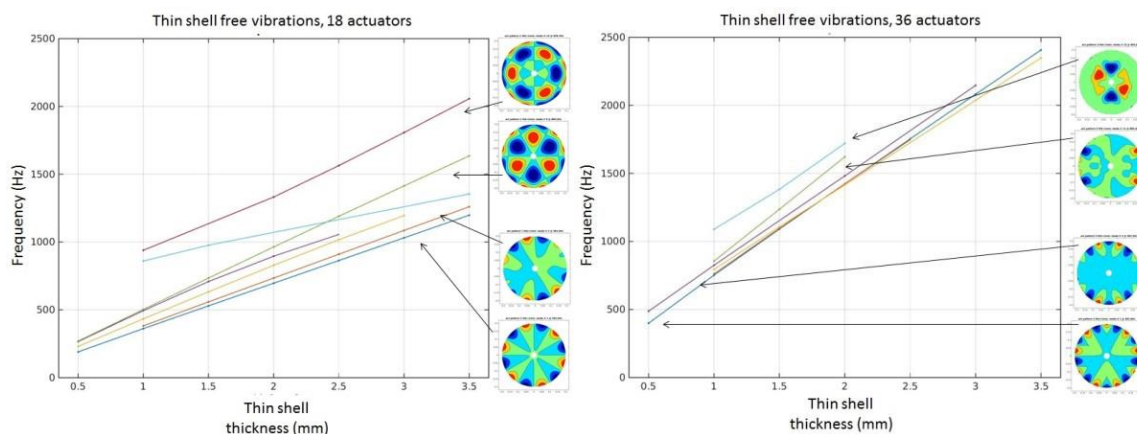 Thin shell free vibrations, 18 actuators
2500
2000
1500
1000
500
0
Frequency (Hz)
0.5 1 1.5 2 2.5 3 3.5
Thin shell
thickness (mm)
Thin shell free vibrations, 36 actuators
2500
2000
1500
1000
500
0
Frequency (Hz)
0.5 1 1.5 2 2.5 3 3.5
Thin shell
thickness (mm)